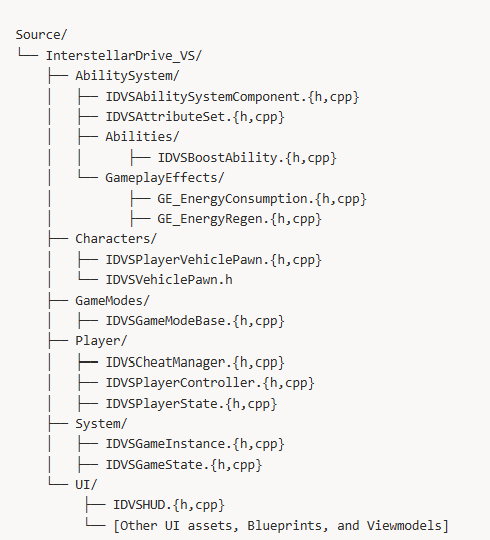 Source/
└── InterstellarDrive_VS/
    ├── AbilitySystem/
    │   ├── IDVSAbilitySystemComponent.{h,cpp}
    │   ├── IDVSAttributeSet.{h,cpp}
    │   ├── Abilities/
    │   │      ├── IDVSBoostAbility.{h,cpp}
    │   └── GameplayEffects/
    │          ├── GE_EnergyConsumption.{h,cpp}
    │          ├── GE_EnergyRegen.{h,cpp}
    ├── Characters/
    │   ├── IDVSPlayerVehiclePawn.{h,cpp}
    │   └── IDVSVehiclePawn.h
    ├── GameModes/
    │   ├── IDVSGameModeBase.{h,cpp}
    ├── Player/
    │   ├── IDVSCheatManager.{h,cpp}
    │   ├── IDVSPlayerController.{h,cpp}
    │   ├── IDVSPlayerState.{h,cpp}
    ├── System/
    │   ├── IDVSGameInstance.{h,cpp}
    │   ├── IDVSGameState.{h,cpp}
    └── UI/
         ├── IDVSHUD.{h,cpp}
         └── [Other UI assets, Blueprints, and Viewmodels]